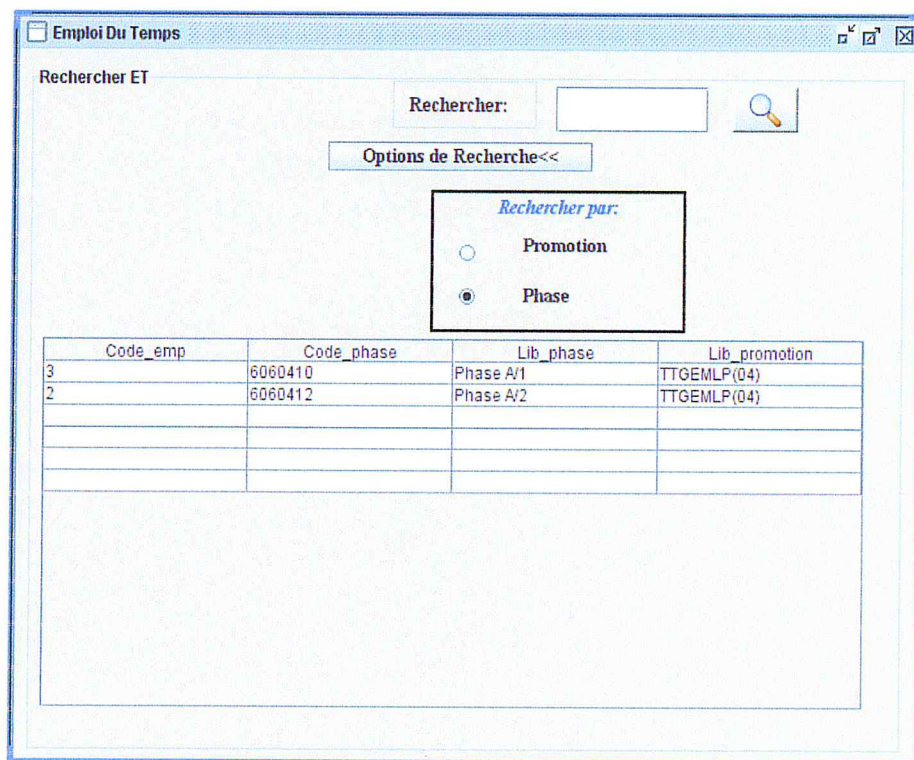 Emploi Du Temps
Rechercher ET
Rechercher:
Options de Recherche<<
Rechercher par:
Promotion
Phase
Code_emp Code_phase Lib_phase Lib_promotion
3 6060410 Phase A/1 TTGEMLP(04)
2 6060412 Phase A/2 TTGEMLP(04)